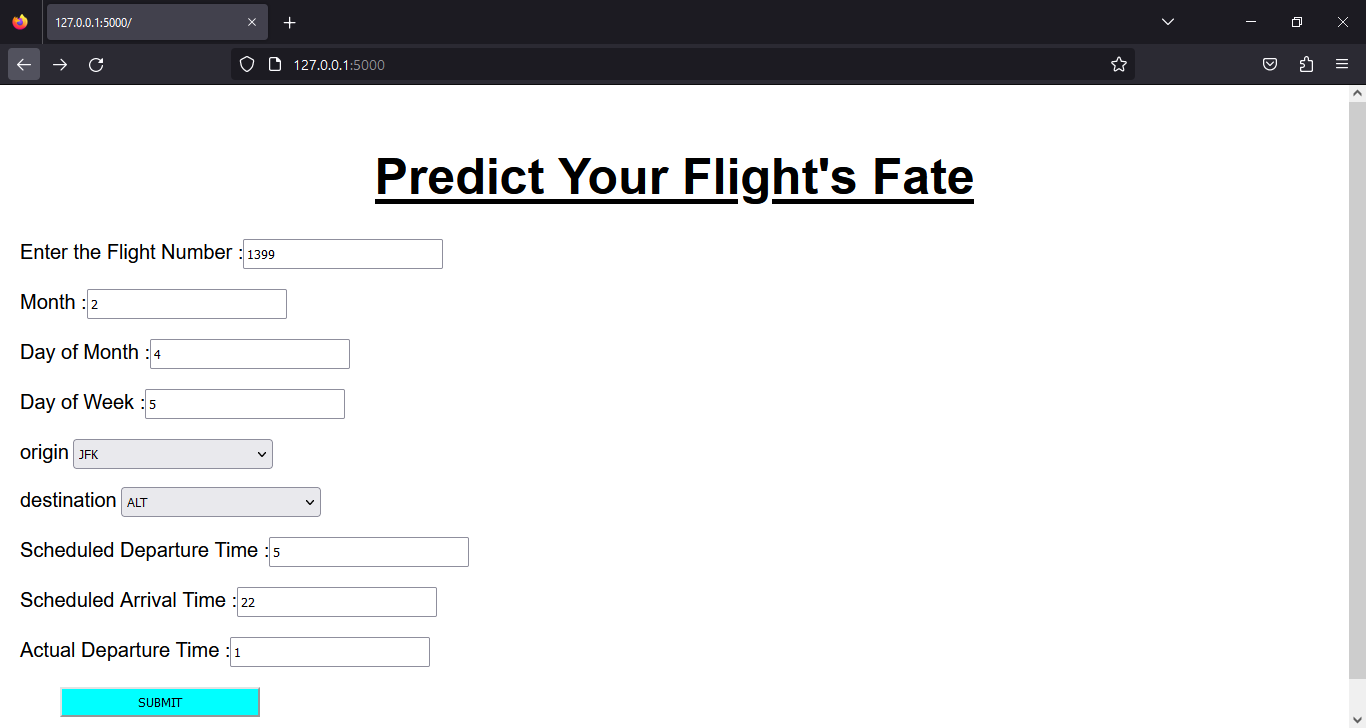 127.0.0.1:5000/
127.0.0.1:5000
Predict Your Flight's Fate
Enter the Flight Number :1399
Month :2
Day of Month :4
Day of Week :5
origin JFK
destination ALT
Scheduled Departure Time :5
Scheduled Arrival Time :22
Actual Departure Time :1
SUBMIT